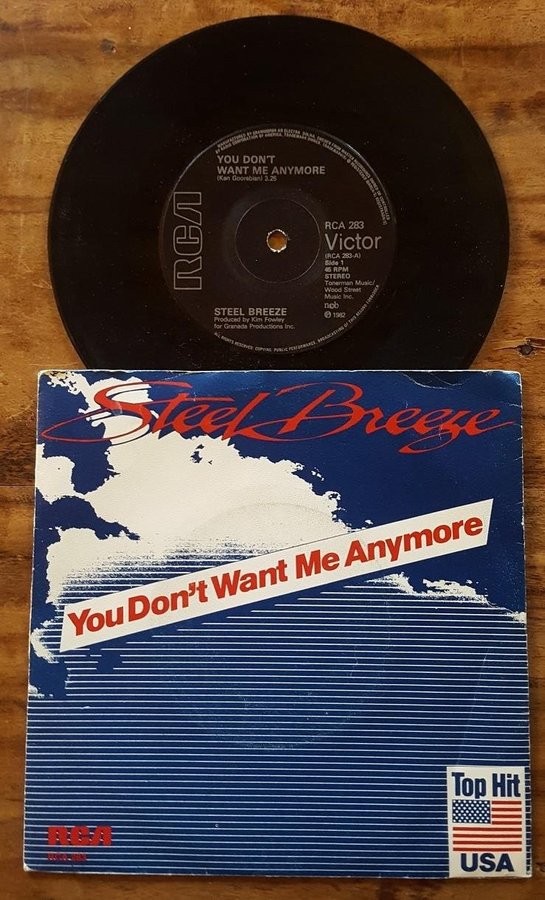 YOU DON'T
WANT ME ANYMORE
(Ken Goorabian) 3.25
RCA
RCA 283
Victor
(RCA 283-A)
Side 1
45 RPM
STEREO
Tonerman Music/
Wood Street
Music Inc.
ncb
℗ 1982
STEEL BREEZE
Produced by Kim Fowley
for Granada Productions Inc.
Steel Breeze
You Don't Want Me Anymore
Top Hit
USA
RCA